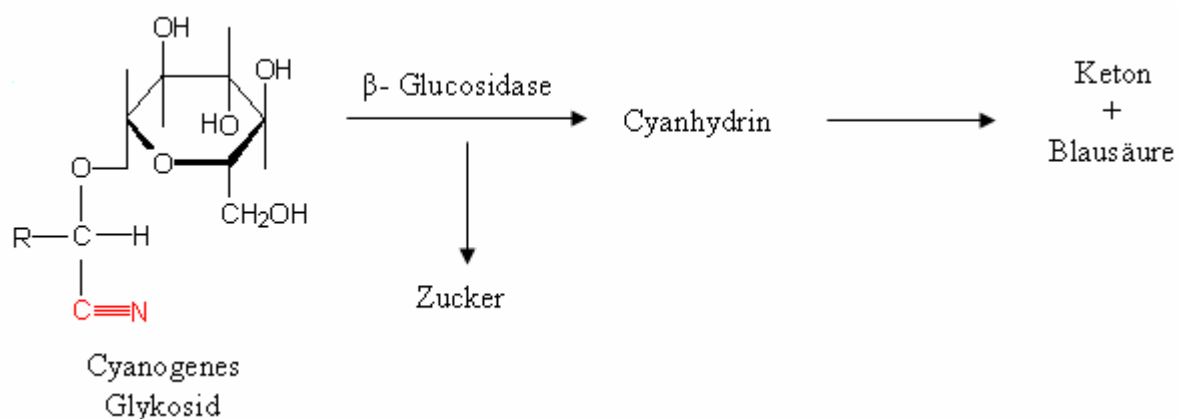 OH
OH
HO
O
O
CH₂OH
R—C—H
C≡N
Cyanogenes
Glykosid
β- Glucosidase
Zucker
Cyanhydrin
Keton
+
Blausäure